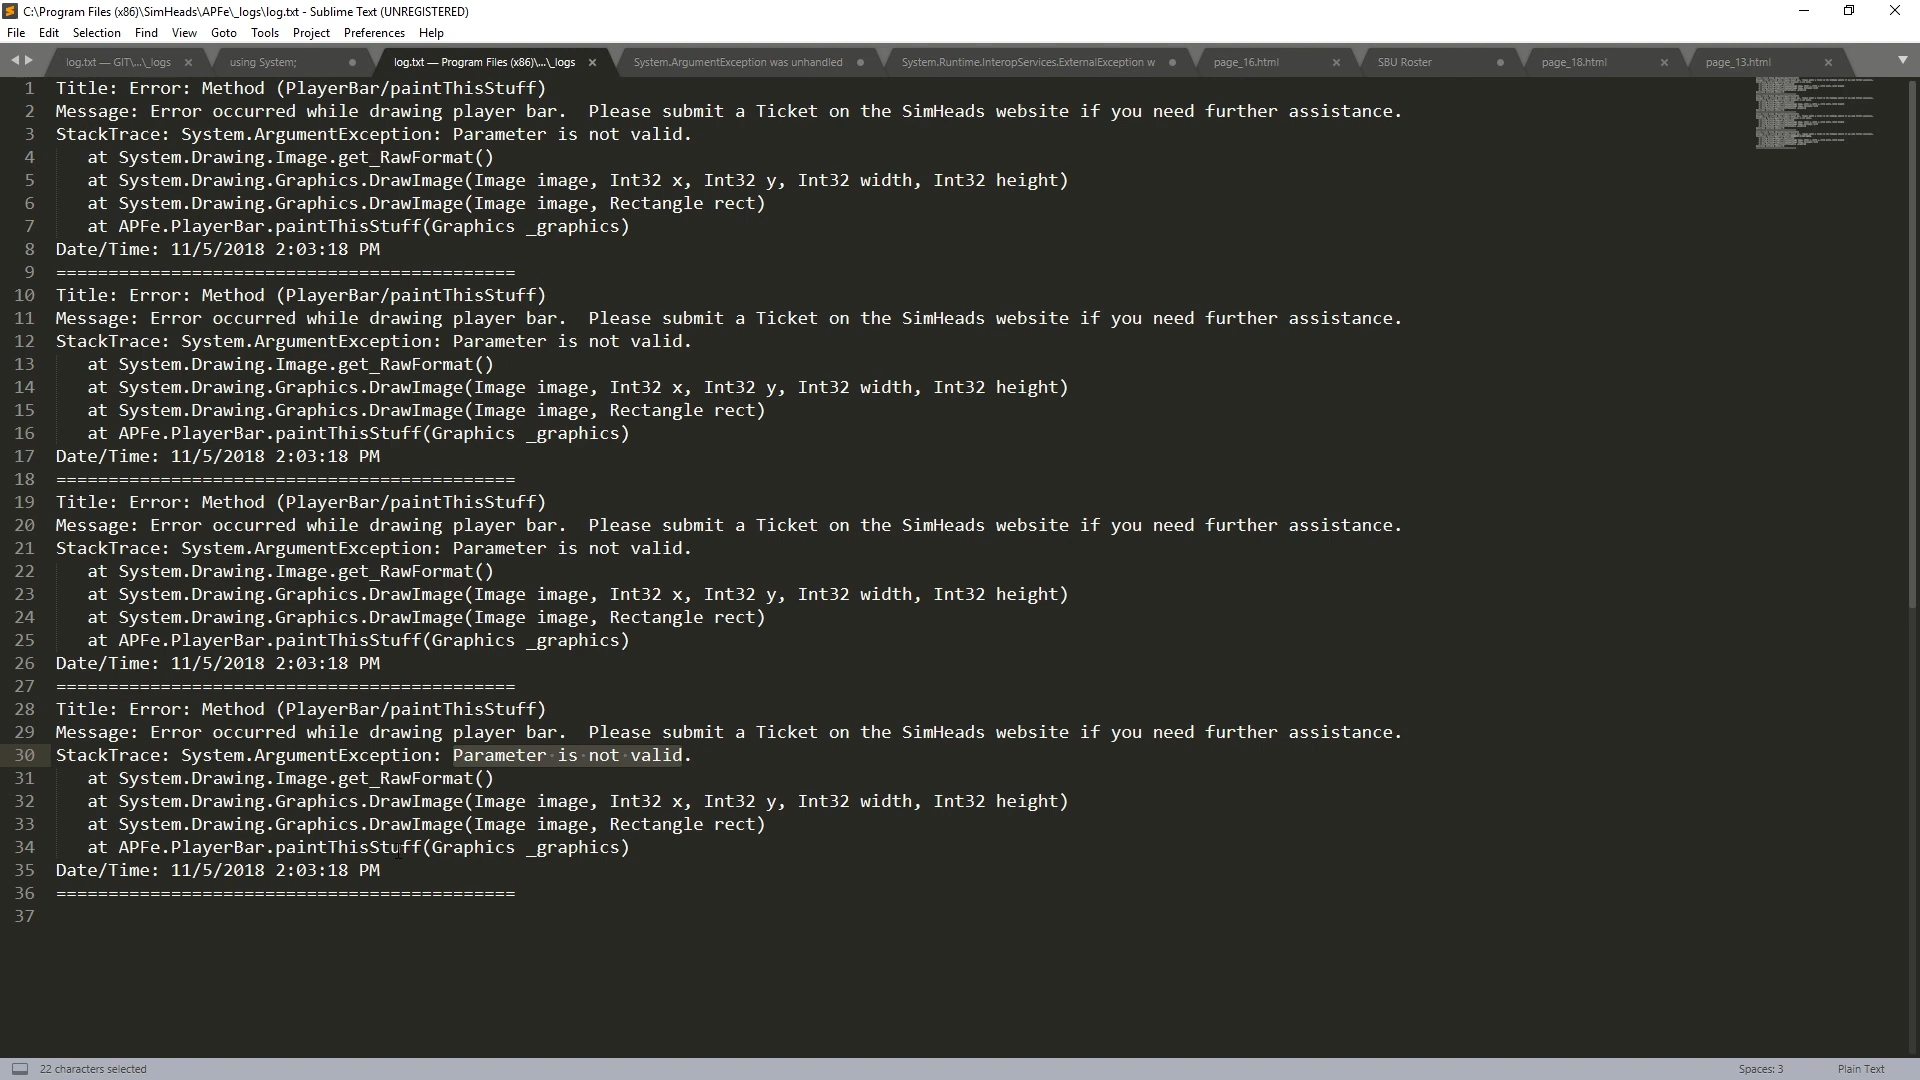 C:\Program Files (x86)\SimHeads\APFe\_logs\log.txt - Sublime Text (UNREGISTERED)
File Edit Selection Find View Goto Tools Project Preferences Help
log.txt — GIT\...\_logs using System; log.txt — Program Files (x86)\...\_logs System.ArgumentException was unhandled System.Runtime.InteropServices.ExternalException w page_16.html SBU Roster page_18.html page_13.html
1 Title: Error: Method (PlayerBar/paintThisStuff)
2 Message: Error occurred while drawing player bar.  Please submit a Ticket on the SimHeads website if you need further assistance.
3 StackTrace: System.ArgumentException: Parameter is not valid.
4    at System.Drawing.Image.get_RawFormat()
5    at System.Drawing.Graphics.DrawImage(Image image, Int32 x, Int32 y, Int32 width, Int32 height)
6    at System.Drawing.Graphics.DrawImage(Image image, Rectangle rect)
7    at APFe.PlayerBar.paintThisStuff(Graphics _graphics)
8 Date/Time: 11/5/2018 2:03:18 PM
9 ============================================
10 Title: Error: Method (PlayerBar/paintThisStuff)
11 Message: Error occurred while drawing player bar.  Please submit a Ticket on the SimHeads website if you need further assistance.
12 StackTrace: System.ArgumentException: Parameter is not valid.
13    at System.Drawing.Image.get_RawFormat()
14    at System.Drawing.Graphics.DrawImage(Image image, Int32 x, Int32 y, Int32 width, Int32 height)
15    at System.Drawing.Graphics.DrawImage(Image image, Rectangle rect)
16    at APFe.PlayerBar.paintThisStuff(Graphics _graphics)
17 Date/Time: 11/5/2018 2:03:18 PM
18 ============================================
19 Title: Error: Method (PlayerBar/paintThisStuff)
20 Message: Error occurred while drawing player bar.  Please submit a Ticket on the SimHeads website if you need further assistance.
21 StackTrace: System.ArgumentException: Parameter is not valid.
22    at System.Drawing.Image.get_RawFormat()
23    at System.Drawing.Graphics.DrawImage(Image image, Int32 x, Int32 y, Int32 width, Int32 height)
24    at System.Drawing.Graphics.DrawImage(Image image, Rectangle rect)
25    at APFe.PlayerBar.paintThisStuff(Graphics _graphics)
26 Date/Time: 11/5/2018 2:03:18 PM
27 ============================================
28 Title: Error: Method (PlayerBar/paintThisStuff)
29 Message: Error occurred while drawing player bar.  Please submit a Ticket on the SimHeads website if you need further assistance.
30 StackTrace: System.ArgumentException: Parameter is not valid.
31    at System.Drawing.Image.get_RawFormat()
32    at System.Drawing.Graphics.DrawImage(Image image, Int32 x, Int32 y, Int32 width, Int32 height)
33    at System.Drawing.Graphics.DrawImage(Image image, Rectangle rect)
34    at APFe.PlayerBar.paintThisStuff(Graphics _graphics)
35 Date/Time: 11/5/2018 2:03:18 PM
36 ============================================
37
22 characters selected Spaces: 3 Plain Text